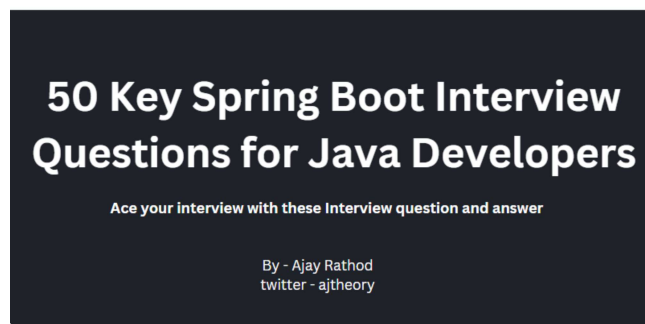 50 Key Spring Boot Interview
Questions for Java Developers
Ace your interview with these Interview question and answer
By - Ajay Rathod
twitter - ajtheory